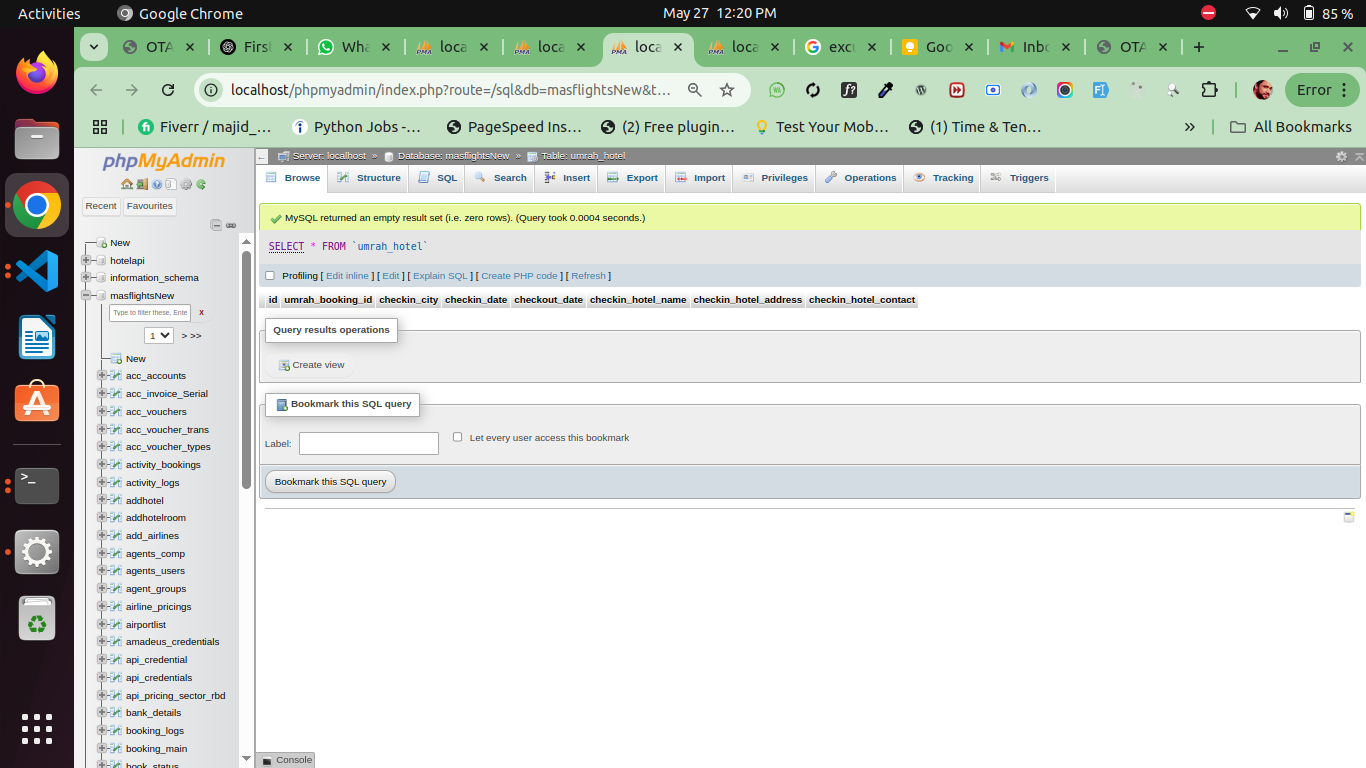 Activities
Google Chrome
May 27 12:20 PM
85 %
OTA
Firs
Wha
loca
loca
loca
loca
excu
Goo
Inbo
OTA
localhost/phpmyadmin/index.php?route=/sql&db=masflightsNew&t...
Error
Fiverr / majid_...
Python Jobs -...
PageSpeed Ins...
(2) Free plugin...
Test Your Mob...
(1) Time & Ten...
»
All Bookmarks
phpMyAdmin
Server: localhost » Database: masflightsNew » Table: umrah_hotel
Browse
Structure
SQL
Search
Insert
Export
Import
Privileges
Operations
Tracking
Triggers
Recent
Favourites
New
hotelapi
information_schema
masflightsNew
Type to filter these, Ente
X
1
> >>
New
acc_accounts
acc_invoice_Serial
acc_vouchers
acc_voucher_trans
acc_voucher_types
activity_bookings
activity_logs
addhotel
addhotelroom
add_airlines
agents_comp
agents_users
agent_groups
airline_pricings
airportlist
amadeus_credentials
api_credential
api_credentials
api_pricing_sector_rbd
bank_details
booking_logs
booking_main
book_status
MySQL returned an empty result set (i.e. zero rows). (Query took 0.0004 seconds.)
SELECT * FROM `umrah_hotel`
Profiling [ Edit inline ] [ Edit ] [ Explain SQL ] [ Create PHP code ] [ Refresh ]
id umrah_booking_id checkin_city checkin_date checkout_date checkin_hotel_name checkin_hotel_address checkin_hotel_contact
Query results operations
Create view
Bookmark this SQL query
Label:
Let every user access this bookmark
Bookmark this SQL query
Console